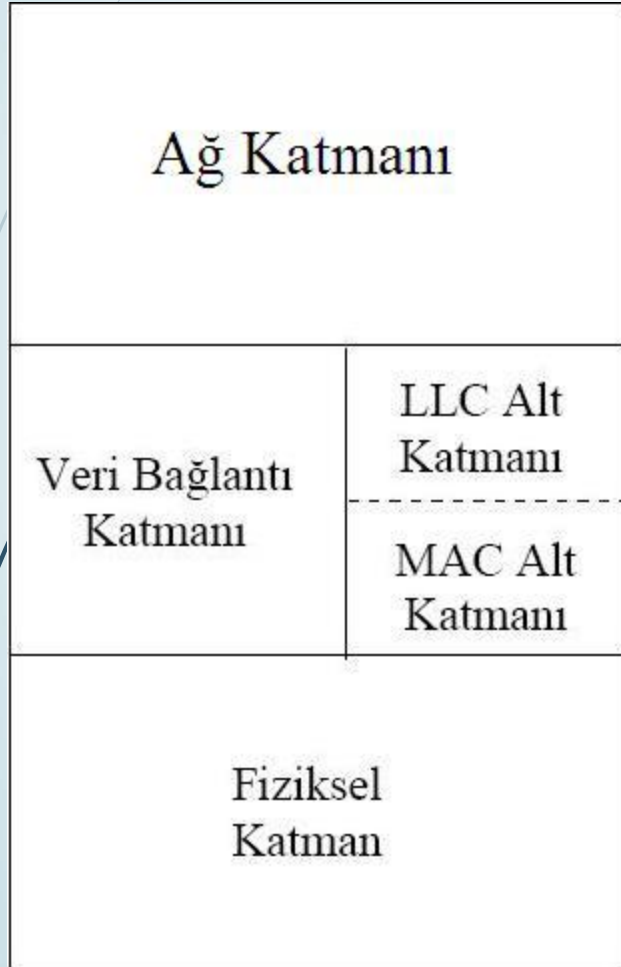 Ağ Katmanı
Veri Bağlantı
Katmanı
LLC Alt
Katmanı
MAC Alt
Katmanı
Fiziksel
Katman